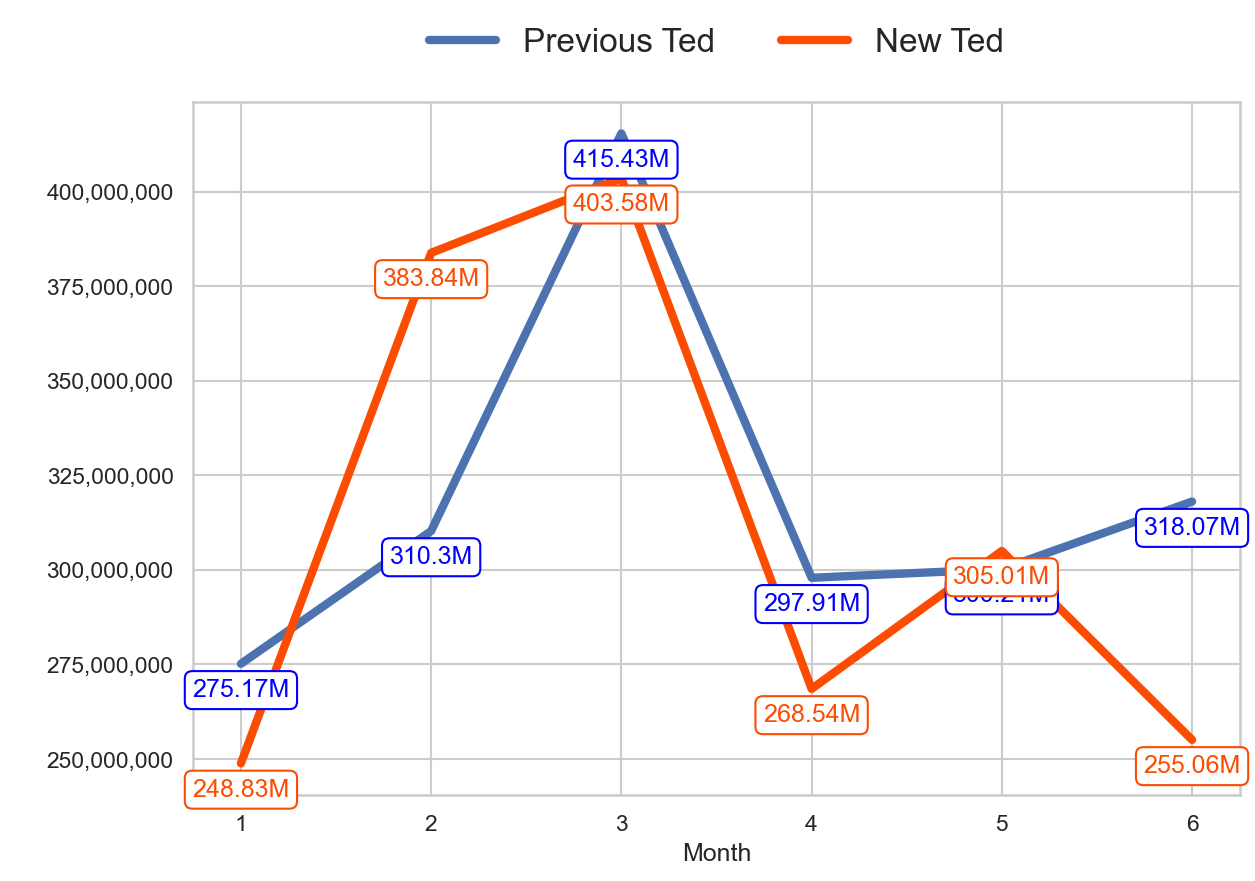 Previous Ted New Ted
415.43M
400,000,000
403.58M
383.84M
375,000,000
350,000,000
325,000,000
318.07M
310.3M
300,000,000
305.01M
297.91M
275,000,000
275.17M
268.54M
250,000,000
255.06M
248.83M
1 2 3 4 5 6
Month